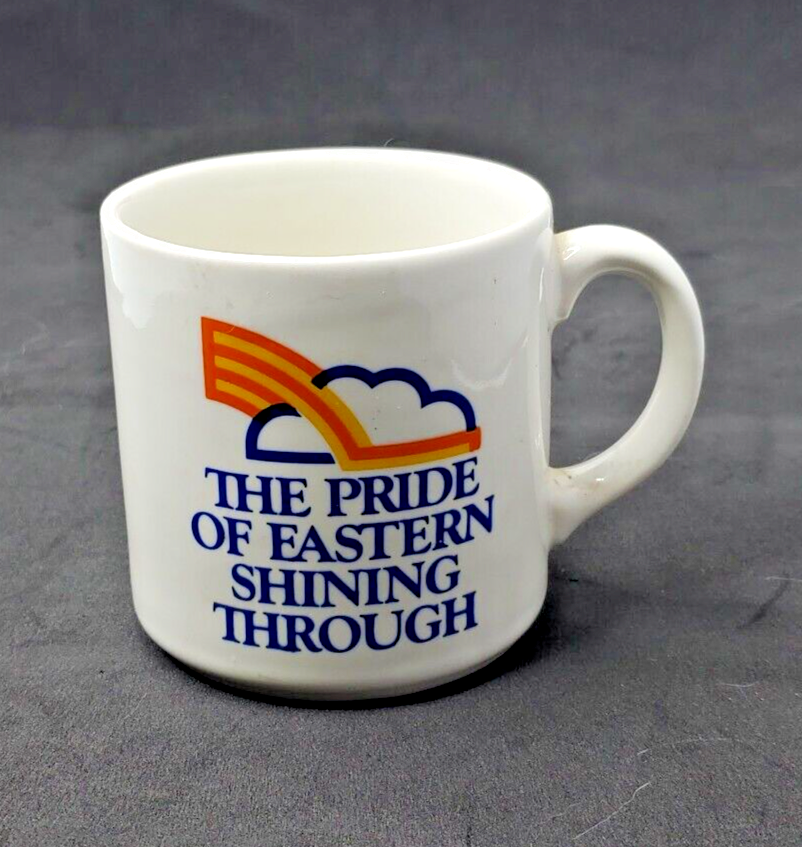 THE PRIDE
OF EASTERN
SHINING
THROUGH